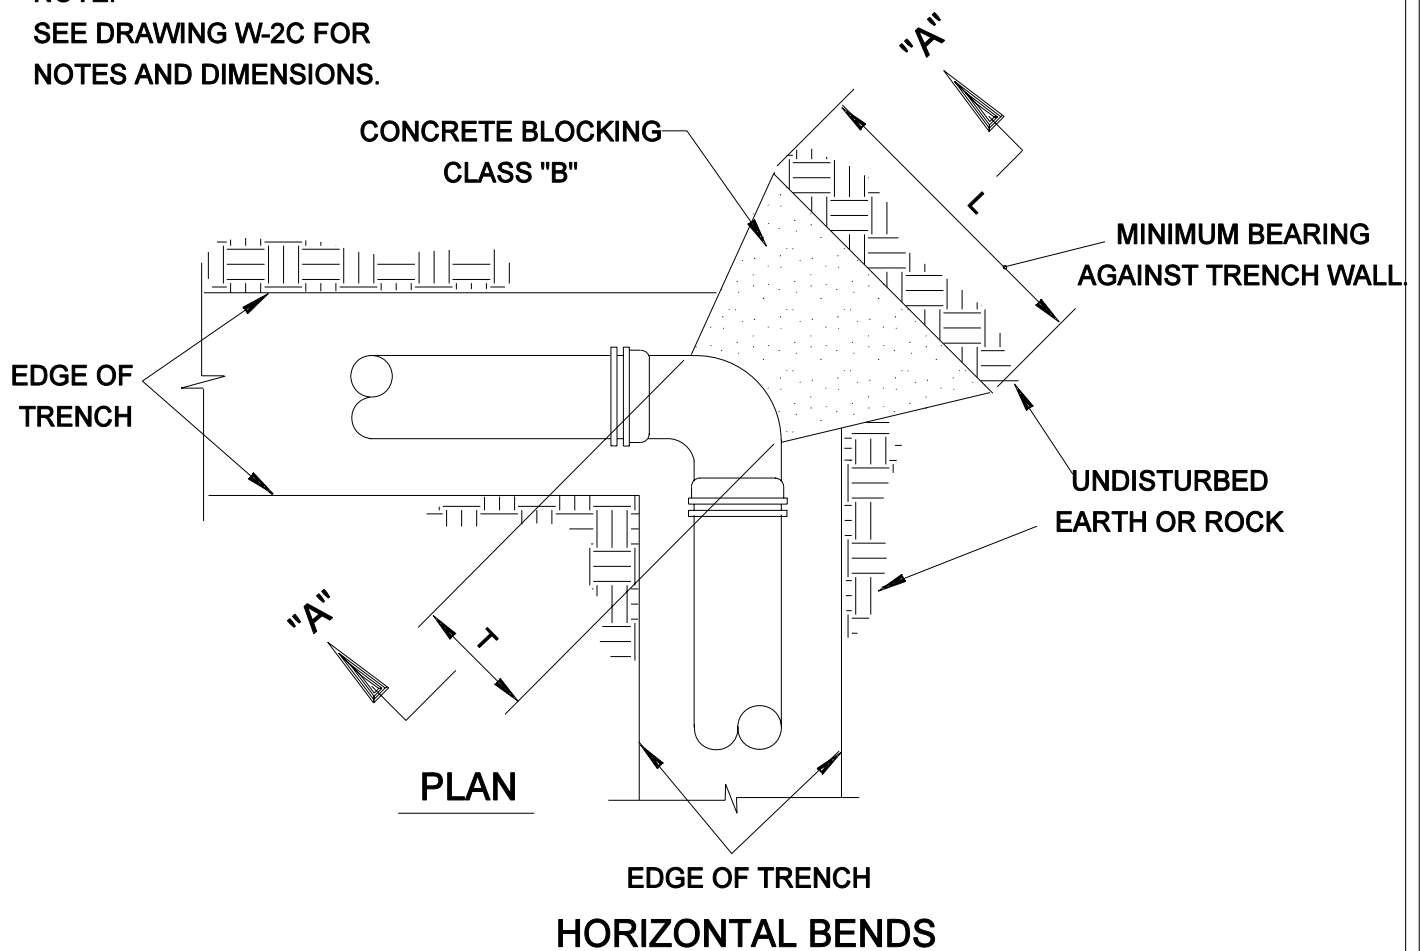 NOTE:
SEE DRAWING W-2C FOR
NOTES AND DIMENSIONS.
"A"
CONCRETE BLOCKING
CLASS "B"
L
MINIMUM BEARING
AGAINST TRENCH WALL.
EDGE OF
TRENCH
UNDISTURBED
EARTH OR ROCK
"A"
T
PLAN
EDGE OF TRENCH
HORIZONTAL BENDS